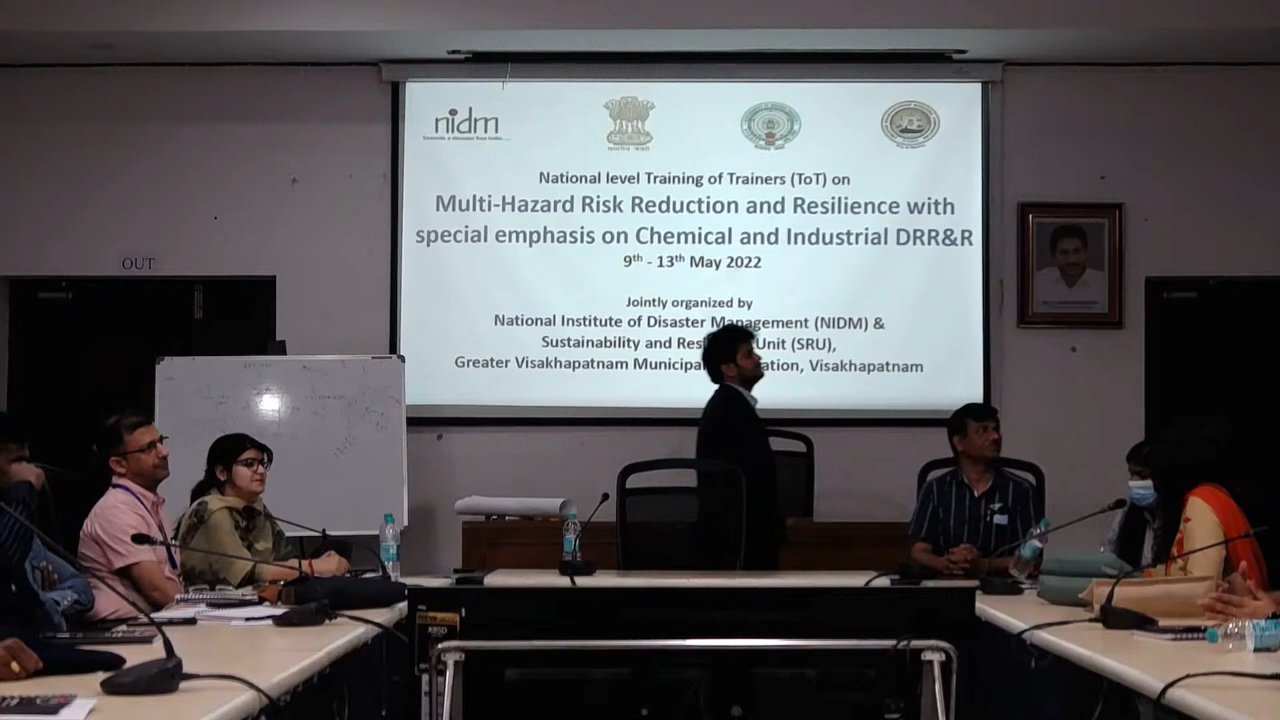 nidm
National level Training of Trainers (ToT) on
Multi-Hazard Risk Reduction and Resilience with
special emphasis on Chemical and Industrial DRR&R
9th - 13th May 2022
Jointly organized by
National Institute of Disaster Management (NIDM) &
Sustainability and Unit (SRU),
Greater Visakhapatnam Visakhapatnam
OUT
X85D